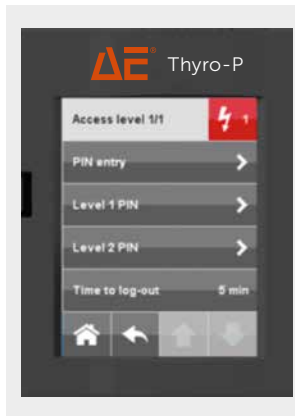 AE® Thyro-P
Access level 1/1 1
PIN entry
Level 1 PIN
Level 2 PIN
Time to log-out 5 min